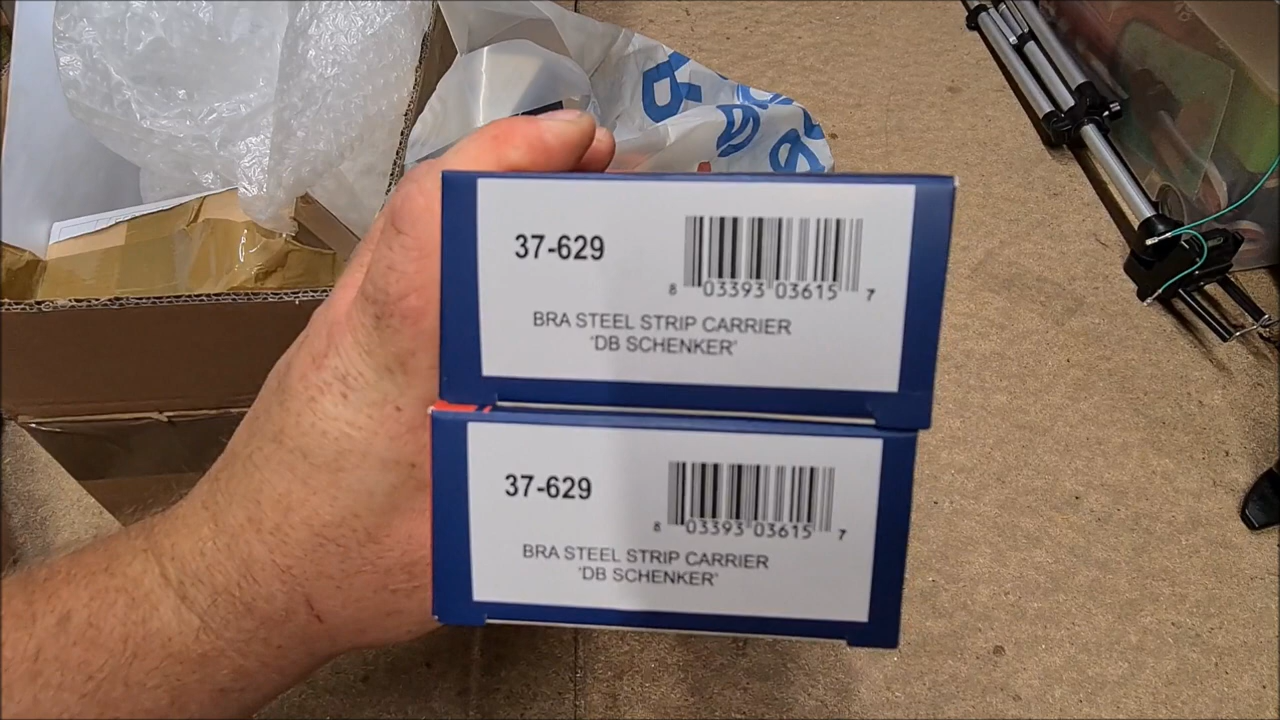 37-629
8 03393 03615 7
BRA STEEL STRIP CARRIER
'DB SCHENKER'
37-629
8 03393 03615 7
BRA STEEL STRIP CARRIER
'DB SCHENKER'